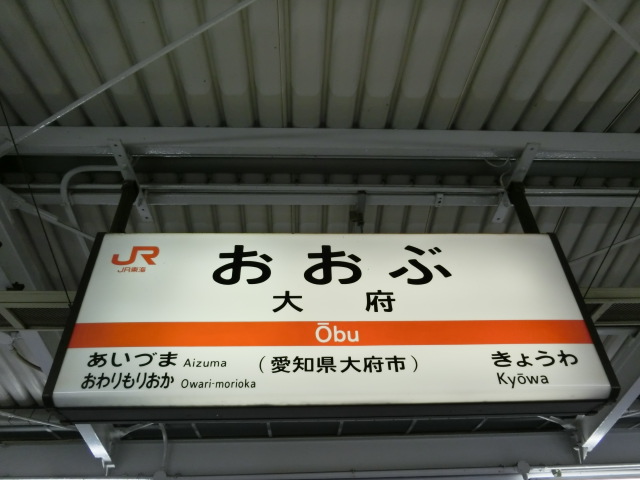 JR
JR東海
おおぶ
大府
Ōbu
あいづま Aizuma
おわりもりおか Owari-morioka
(愛知県大府市)
きょうわ
Kyōwa